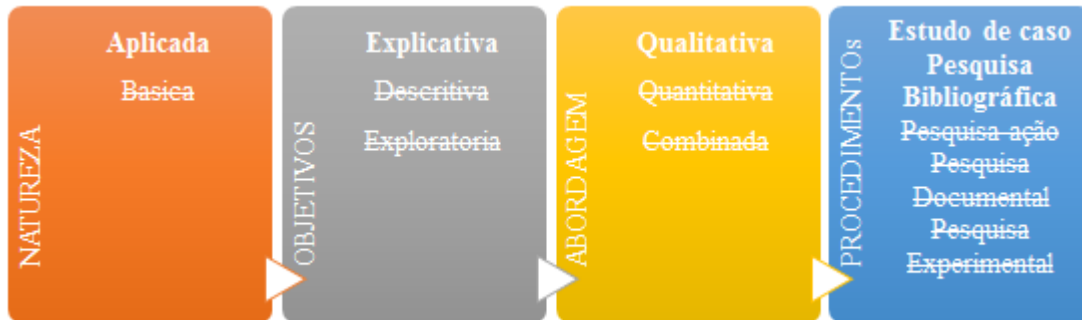 NATUREZA
Aplicada
Basica
OBJETIVOS
Explicativa
Descritiva
Exploratoria
ABORDAGEM
Qualitativa
Quantitativa
Combinada
PROCEDIMENTOs
Estudo de caso
Pesquisa
Bibliográfica
Pesquisa ação
Pesquisa
Documental
Pesquisa
Experimental